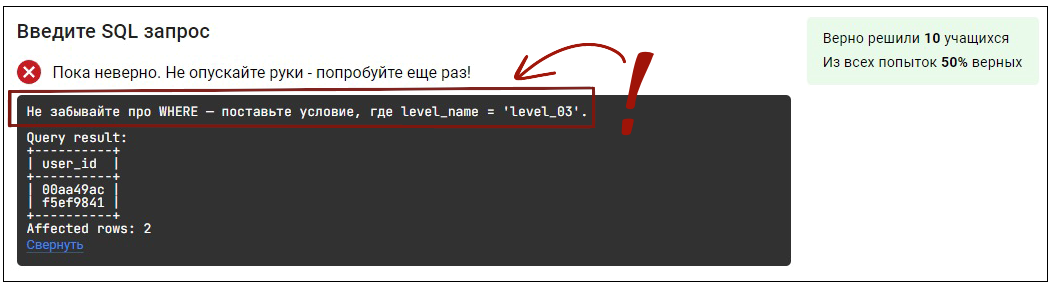 Введите SQL запрос
Верно решили 10 учащихся
Из всех попыток 50% верных
Пока неверно. Не опускайте руки - попробуйте еще раз!
!
Не забывайте про WHERE — поставьте условие, где level_name = 'level_03'.
Query result:
+----------+
| user_id  |
+----------+
| 00aa49ac |
| f5ef9841 |
+----------+
Affected rows: 2
Свернуть